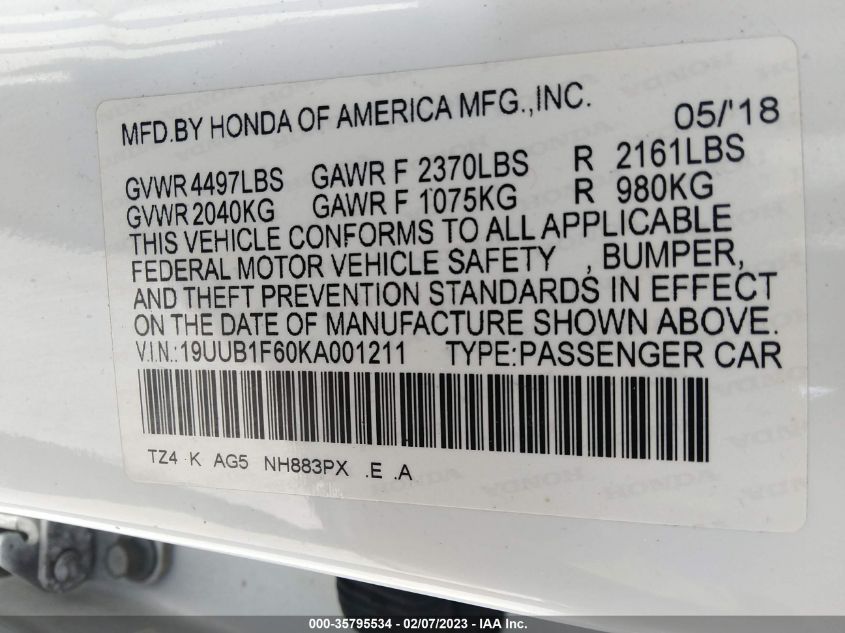 MFD.BY HONDA OF AMERICA MFG.,INC. 05/'18
GVWR 4497LBS GAWR F 2370LBS R 2161LBS
GVWR 2040KG GAWR F 1075KG R 980KG
THIS VEHICLE CONFORMS TO ALL APPLICABLE
FEDERAL MOTOR VEHICLE SAFETY , BUMPER,
AND THEFT PREVENTION STANDARDS IN EFFECT
ON THE DATE OF MANUFACTURE SHOWN ABOVE.
V.I.N.:19UUB1F60KA001211 TYPE:PASSENGER CAR
TZ4 K AG5 NH883PX .E .A
HONDA HONDA
000-35795534 - 02/07/2023 - IAA Inc.